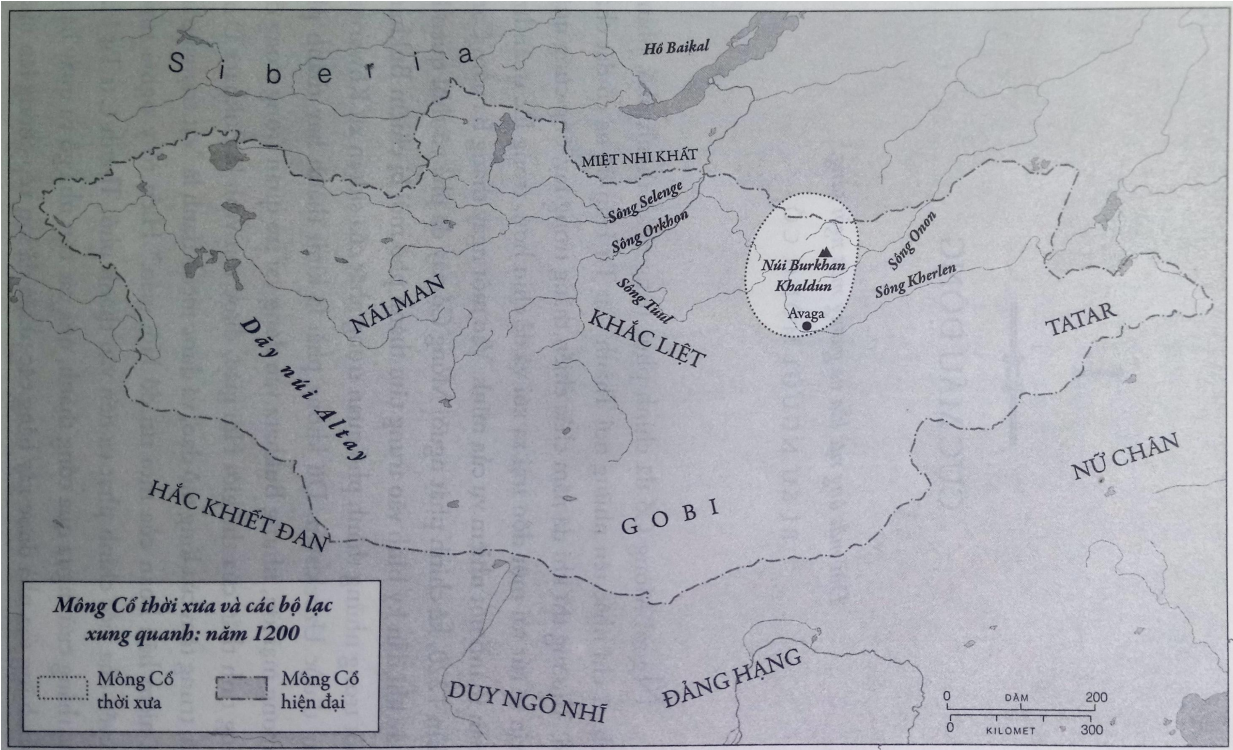 Siberia
Hồ Baikal
MIỆT NHI KHẤT
Sông Selenge
Sông Orkhon
Sông Onon
Núi Burkhan
Khaldun
Sông Kherlen
Sông Tuul
Avaga
NÁI MAN
KHẮC LIỆT
TATAR
Dãy núi Altay
NỮ CHÂN
HẮC KHIẾT ĐAN
GOBI
Mông Cổ thời xưa và các bộ lạc
xung quanh: năm 1200
Mông Cổ
thời xưa
Mông Cổ
hiện đại
DUY NGÔ NHĨ
ĐẢNG HẠNG
0 DẶM 200
0 KILOMET 300